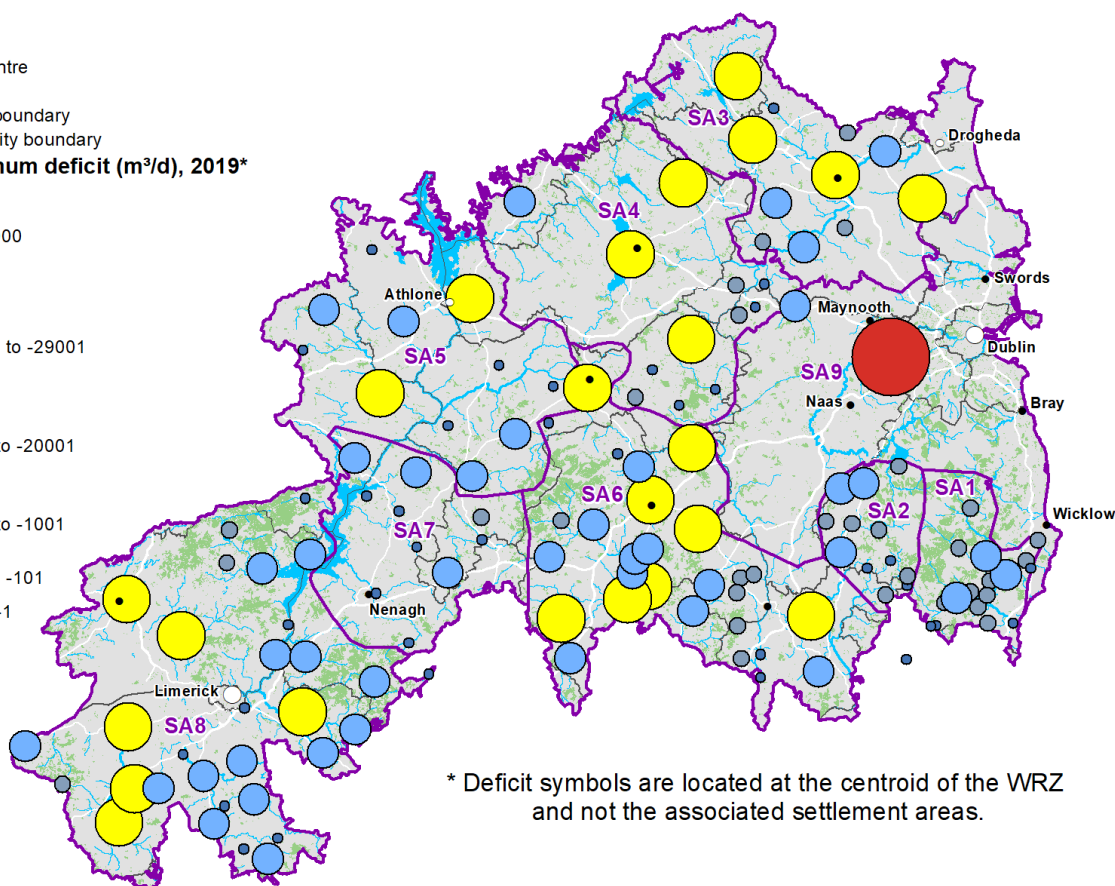 ntre
boundary
ity boundary
num deficit (m³/d), 2019*
00
to -29001
to -20001
to -1001
-101
SA3
Drogheda
SA4
Swords
Athlone
Maynooth
Dublin
SA5
SA9
Naas
Bray
SA6
SA1
SA2
Wicklow
SA7
Nenagh
Limerick
SA8
* Deficit symbols are located at the centroid of the WRZ
and not the associated settlement areas.